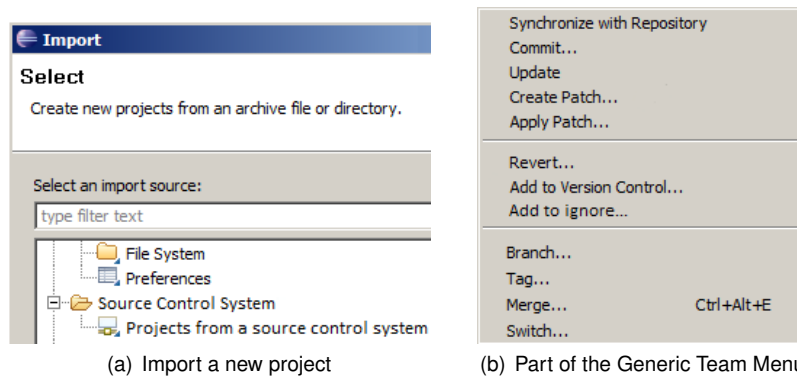 Import
Select
Create new projects from an archive file or directory.
Select an import source:
type filter text
File System
Preferences
Source Control System
Projects from a source control system
(a) Import a new project
Synchronize with Repository
Commit...
Update
Create Patch...
Apply Patch...
Revert...
Add to Version Control...
Add to ignore...
Branch...
Tag...
Merge... Ctrl+Alt+E
Switch...
(b) Part of the Generic Team Menu